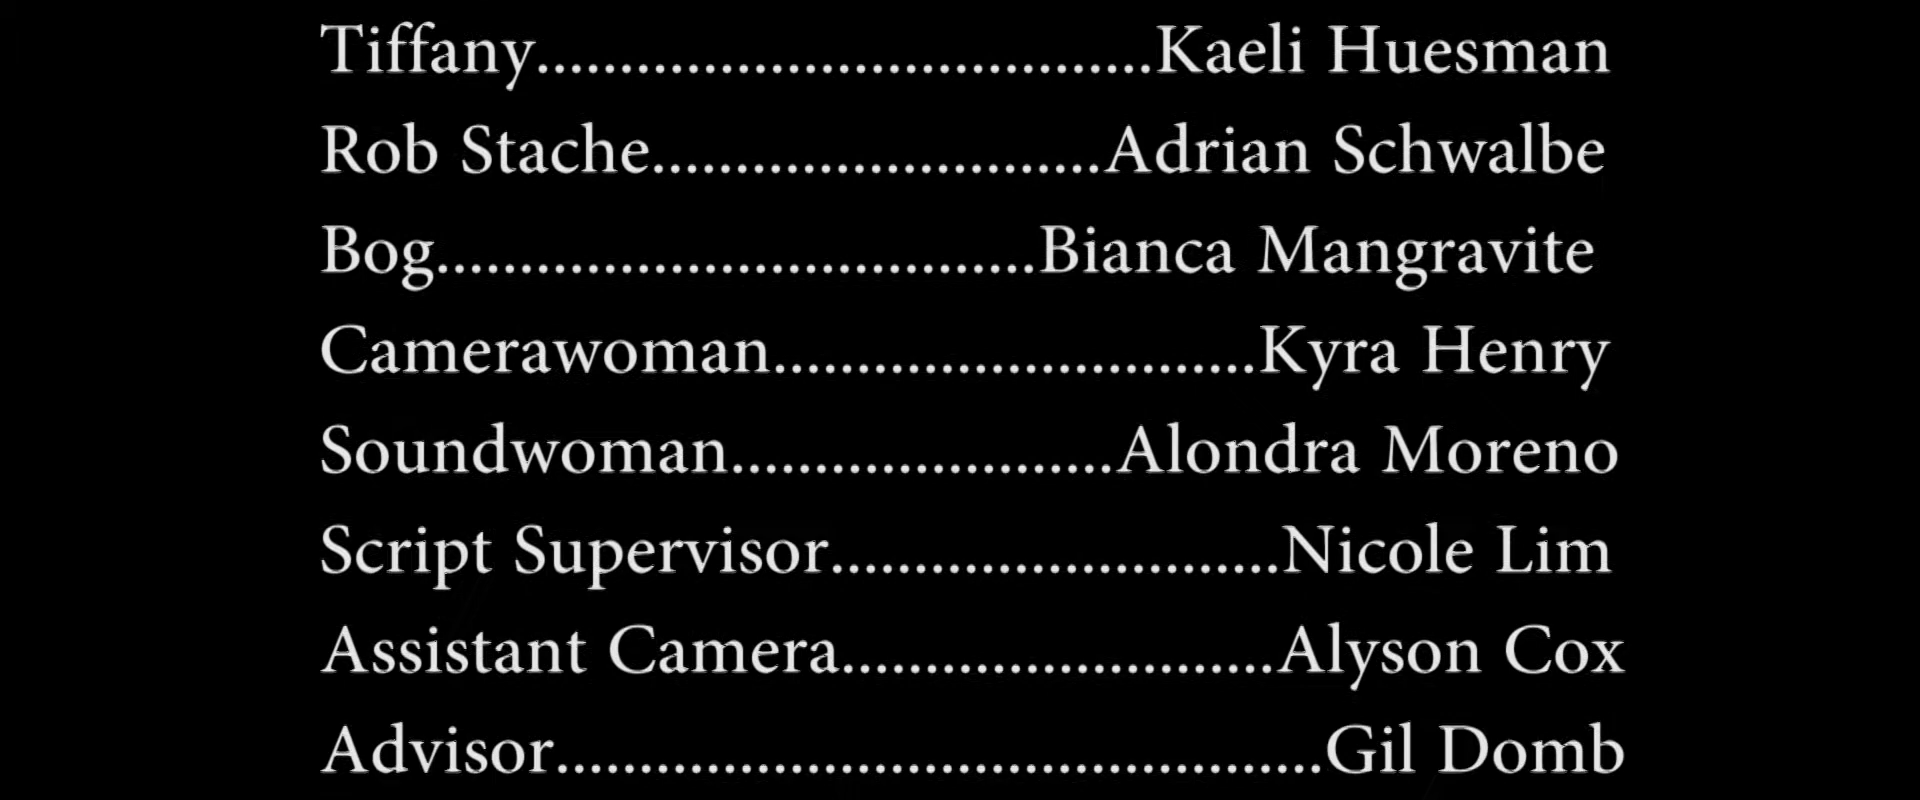 Tiffany....................................Kaeli Huesman
Rob Stache..........................Adrian Schwalbe
Bog...................................Bianca Mangravite
Camerawoman............................Kyra Henry
Soundwoman......................Alondra Moreno
Script Supervisor..........................Nicole Lim
Assistant Camera.........................Alyson Cox
Advisor.............................................Gil Domb